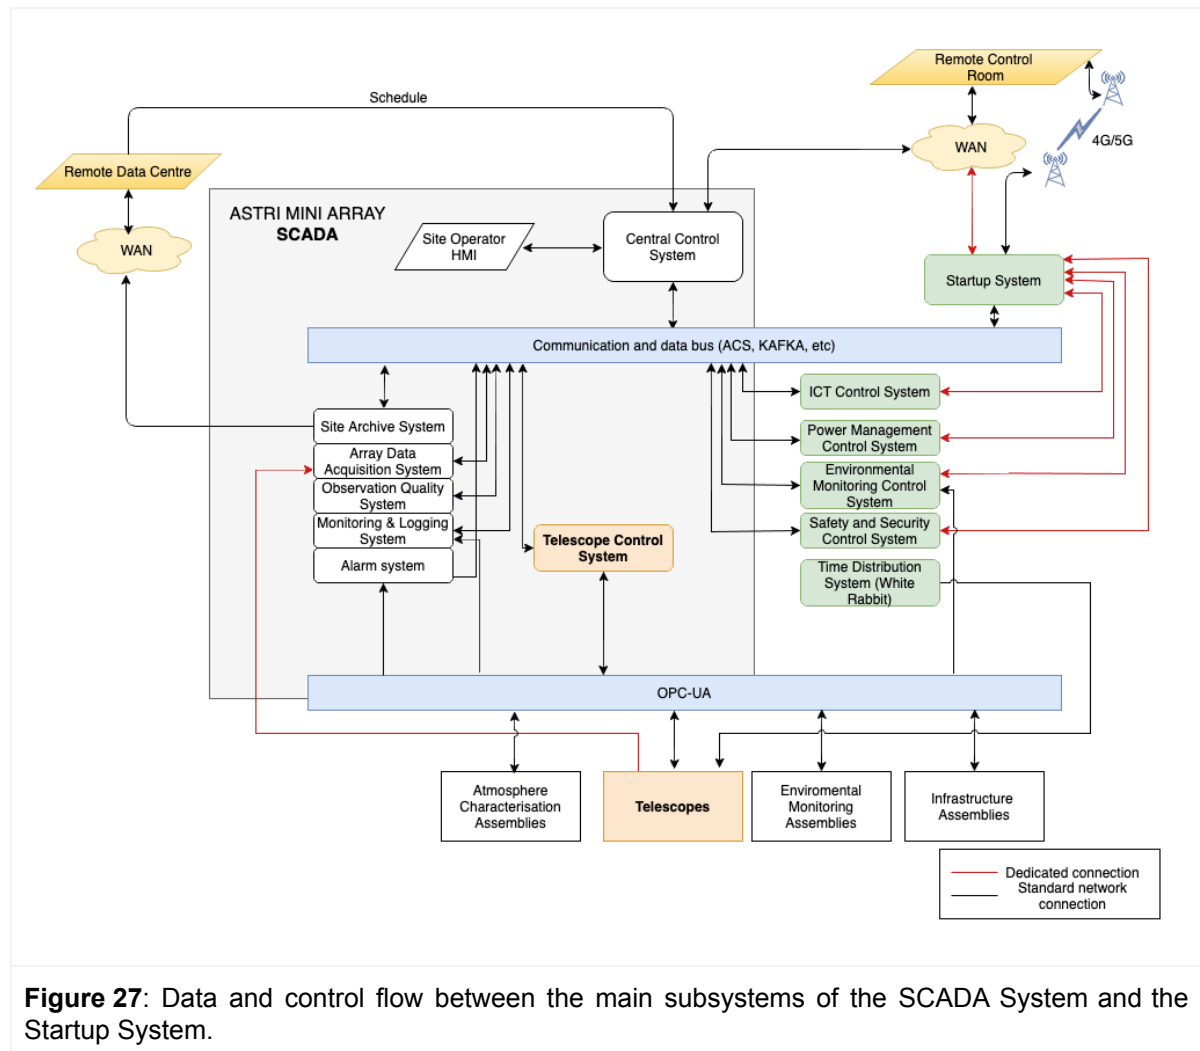 Remote Control
Room
Schedule
4G/5G
WAN
Remote Data Centre
ASTRI MINI ARRAY
SCADA
Site Operator
HMI
Central Control
System
WAN
Startup System
Communication and data bus (ACS, KAFKA, etc)
ICT Control System
Site Archive System
Power Management
Control System
Array Data
Acquisition System
Environmental
Monitoring Control
System
Observation Quality
System
Monitoring & Logging
System
Safety and Security
Control System
Telescope Control
System
Alarm system
Time Distribution
System (White
Rabbit)
OPC-UA
Atmosphere
Characterisation
Assemblies
Telescopes
Enviromental
Monitoring
Assemblies
Infrastructure
Assemblies
Dedicated connection
Standard network
connection
Figure 27: Data and control flow between the main subsystems of the SCADA System and the
Startup System.